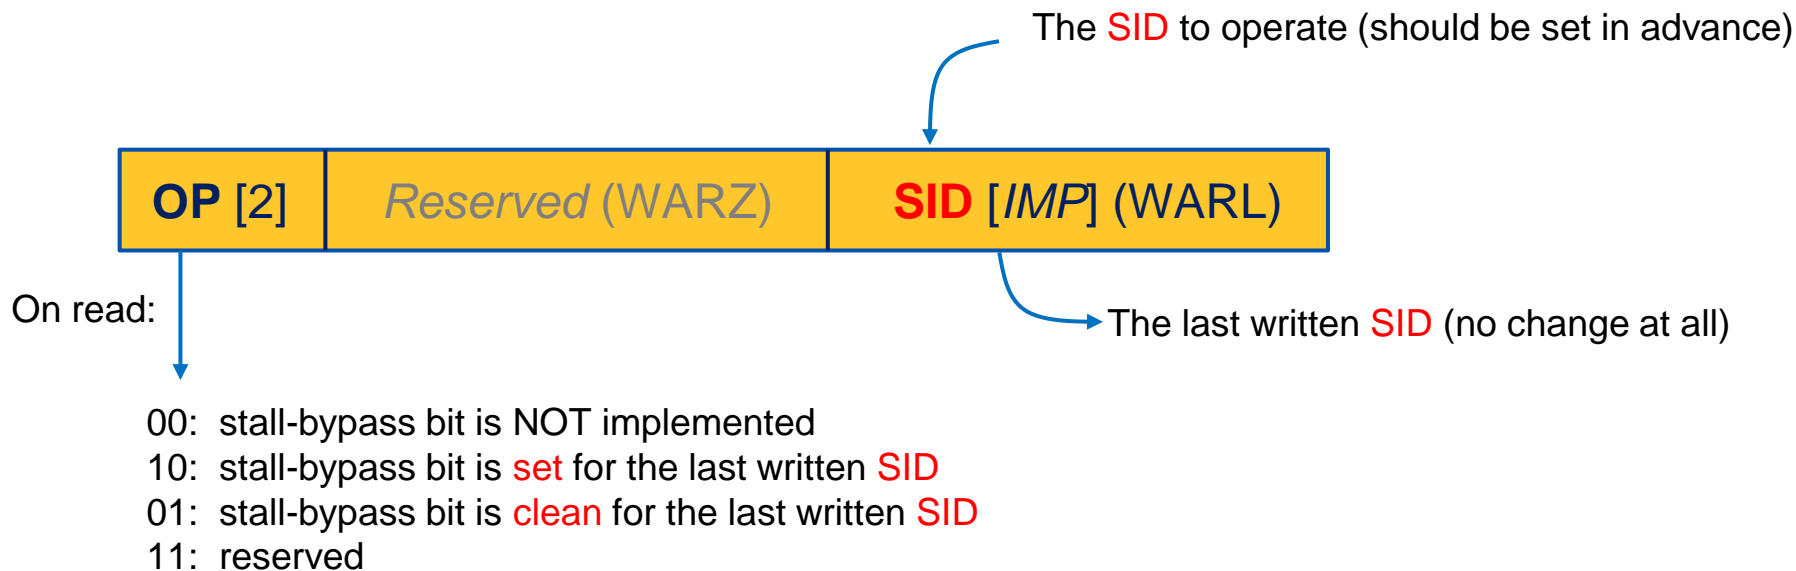 The SID to operate (should be set in advance)
OP [2] Reserved (WARZ) SID [IMP] (WARL)
On read:
The last written SID (no change at all)
00: stall-bypass bit is NOT implemented
10: stall-bypass bit is set for the last written SID
01: stall-bypass bit is clean for the last written SID
11: reserved